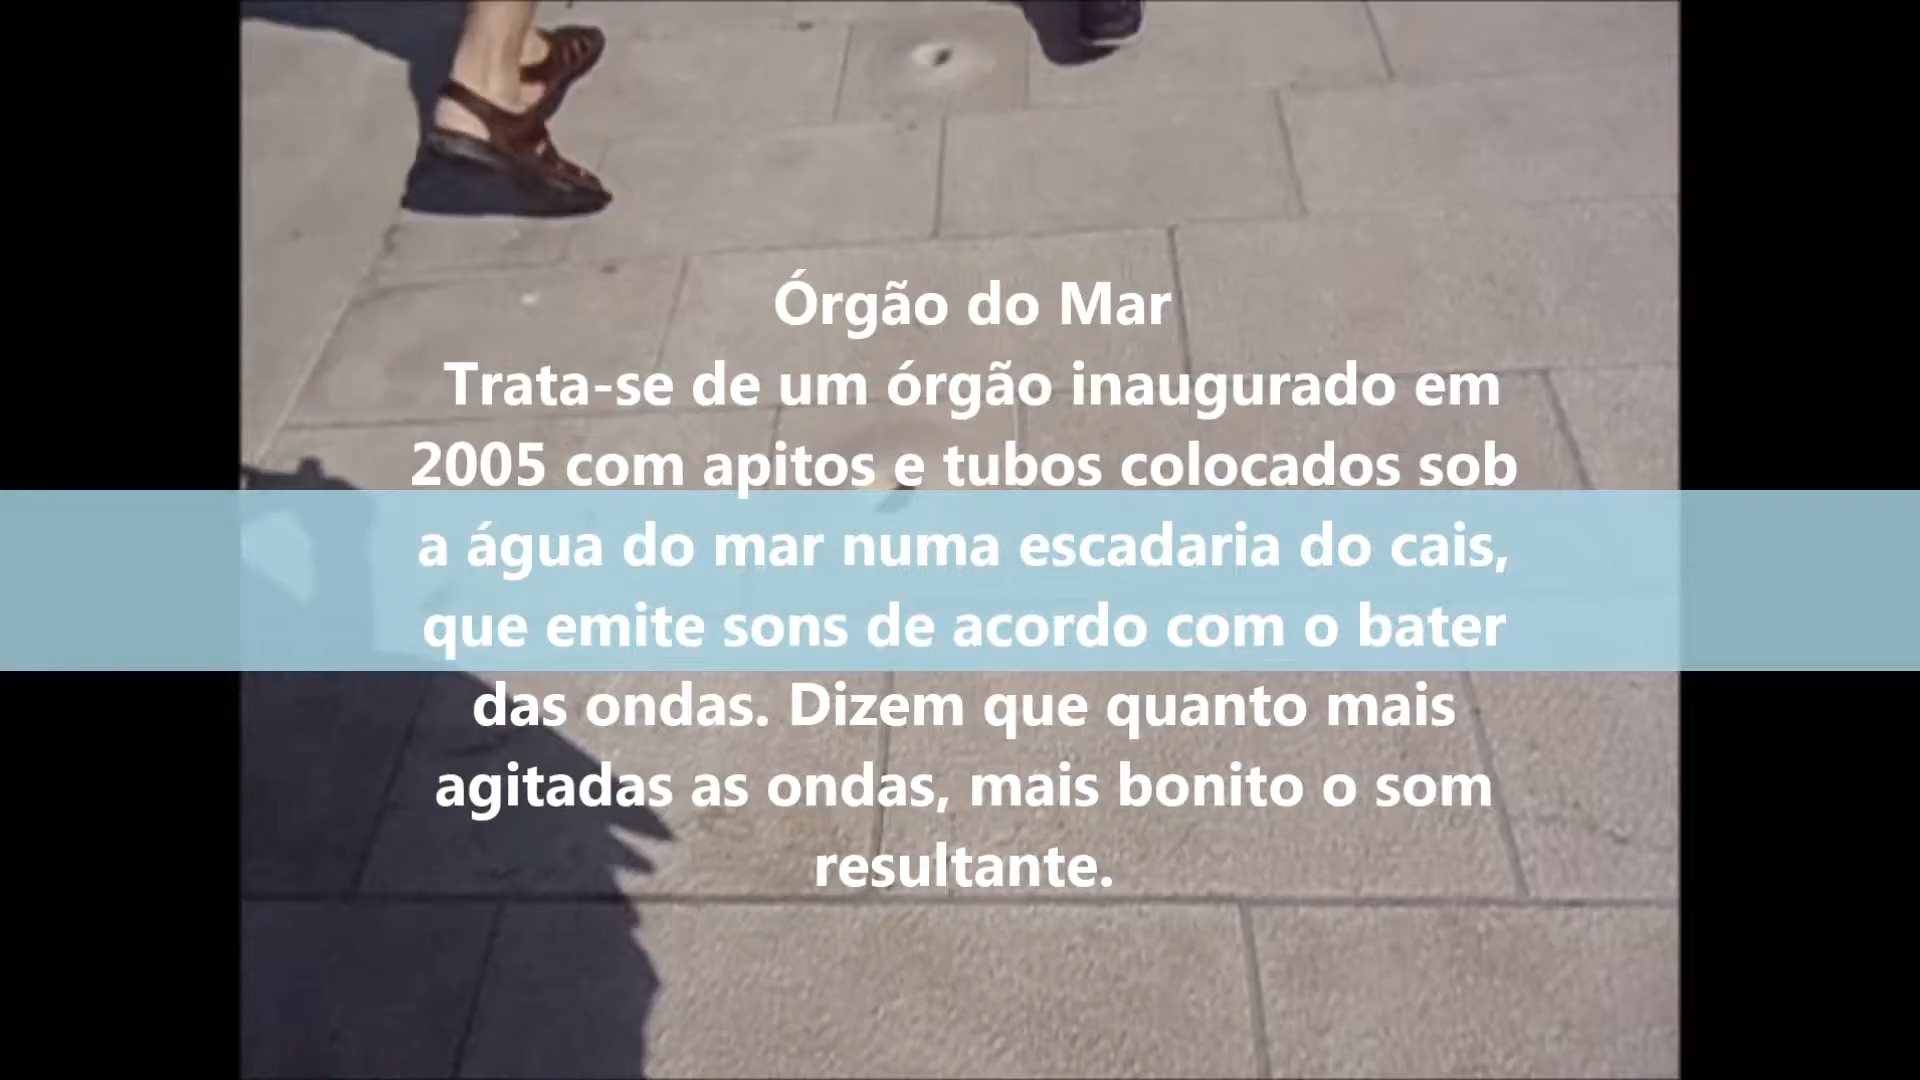 Órgão do Mar
Trata-se de um órgão inaugurado em
2005 com apitos e tubos colocados sob
a água do mar numa escadaria do cais,
que emite sons de acordo com o bater
das ondas. Dizem que quanto mais
agitadas as ondas, mais bonito o som
resultante.